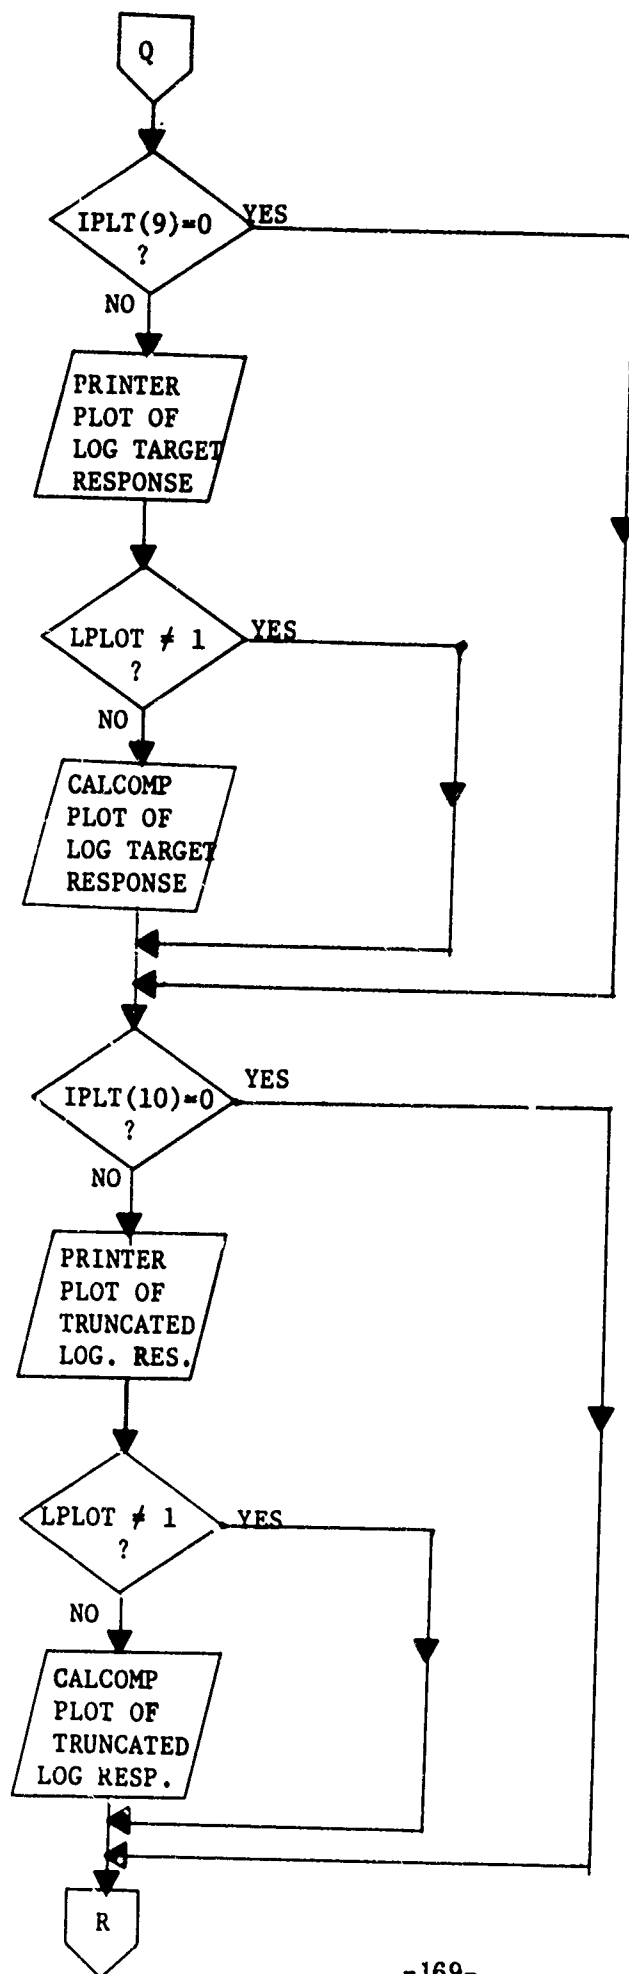 Q
IPLT(9)=0
?
YES
NO
PRINTER
PLOT OF
LOG TARGET
RESPONSE
LPLOT ≠ 1
?
YES
NO
CALCOMP
PLOT OF
LOG TARGET
RESPONSE
IPLT(10)=0
?
YES
NO
PRINTER
PLOT OF
TRUNCATED
LOG. RES.
LPLOT ≠ 1
?
YES
NO
CALCOMP
PLOT OF
TRUNCATED
LOG RESP.
R
-169-